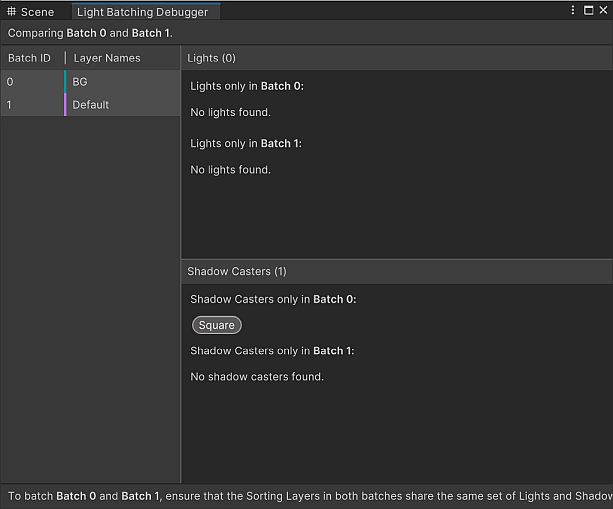 Scene
Light Batching Debugger
Comparing Batch 0 and Batch 1.
Batch ID
Layer Names
0
BG
1
Default
Lights (0)
Lights only in Batch 0:
No lights found.
Lights only in Batch 1:
No lights found.
Shadow Casters (1)
Shadow Casters only in Batch 0:
Square
Shadow Casters only in Batch 1:
No shadow casters found.
To batch Batch 0 and Batch 1, ensure that the Sorting Layers in both batches share the same set of Lights and Shadow